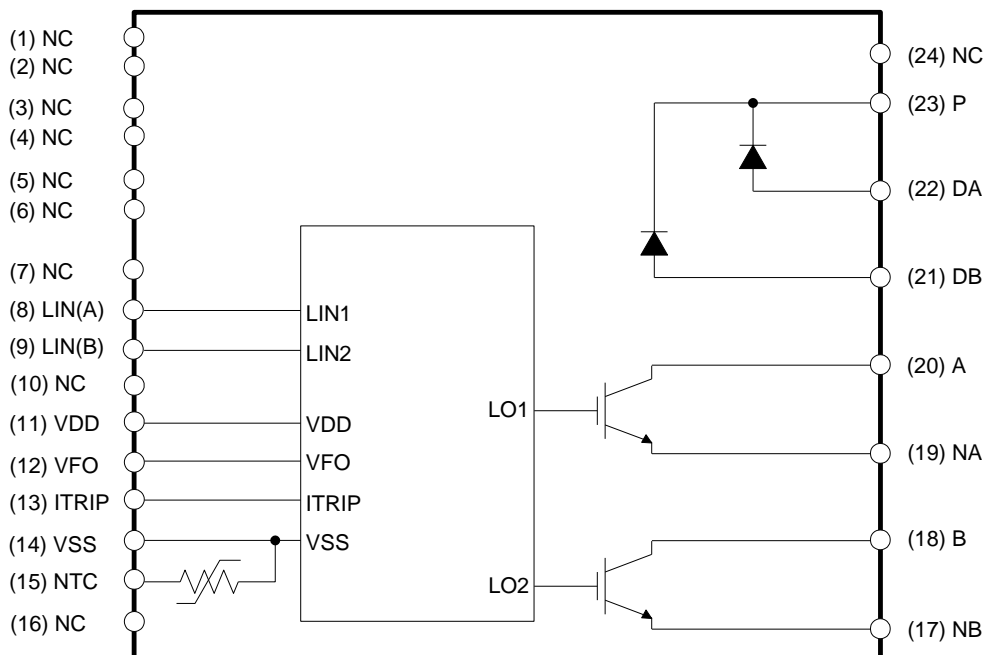 (1) NC
(2) NC
(3) NC
(4) NC
(5) NC
(6) NC
(7) NC
(8) LIN(A)
(9) LIN(B)
(10) NC
(11) VDD
(12) VFO
(13) ITRIP
(14) VSS
(15) NTC
(16) NC
LIN1
LIN2
VDD
VFO
ITRIP
VSS
LO1
LO2
(24) NC
(23) P
(22) DA
(21) DB
(20) A
(19) NA
(18) B
(17) NB